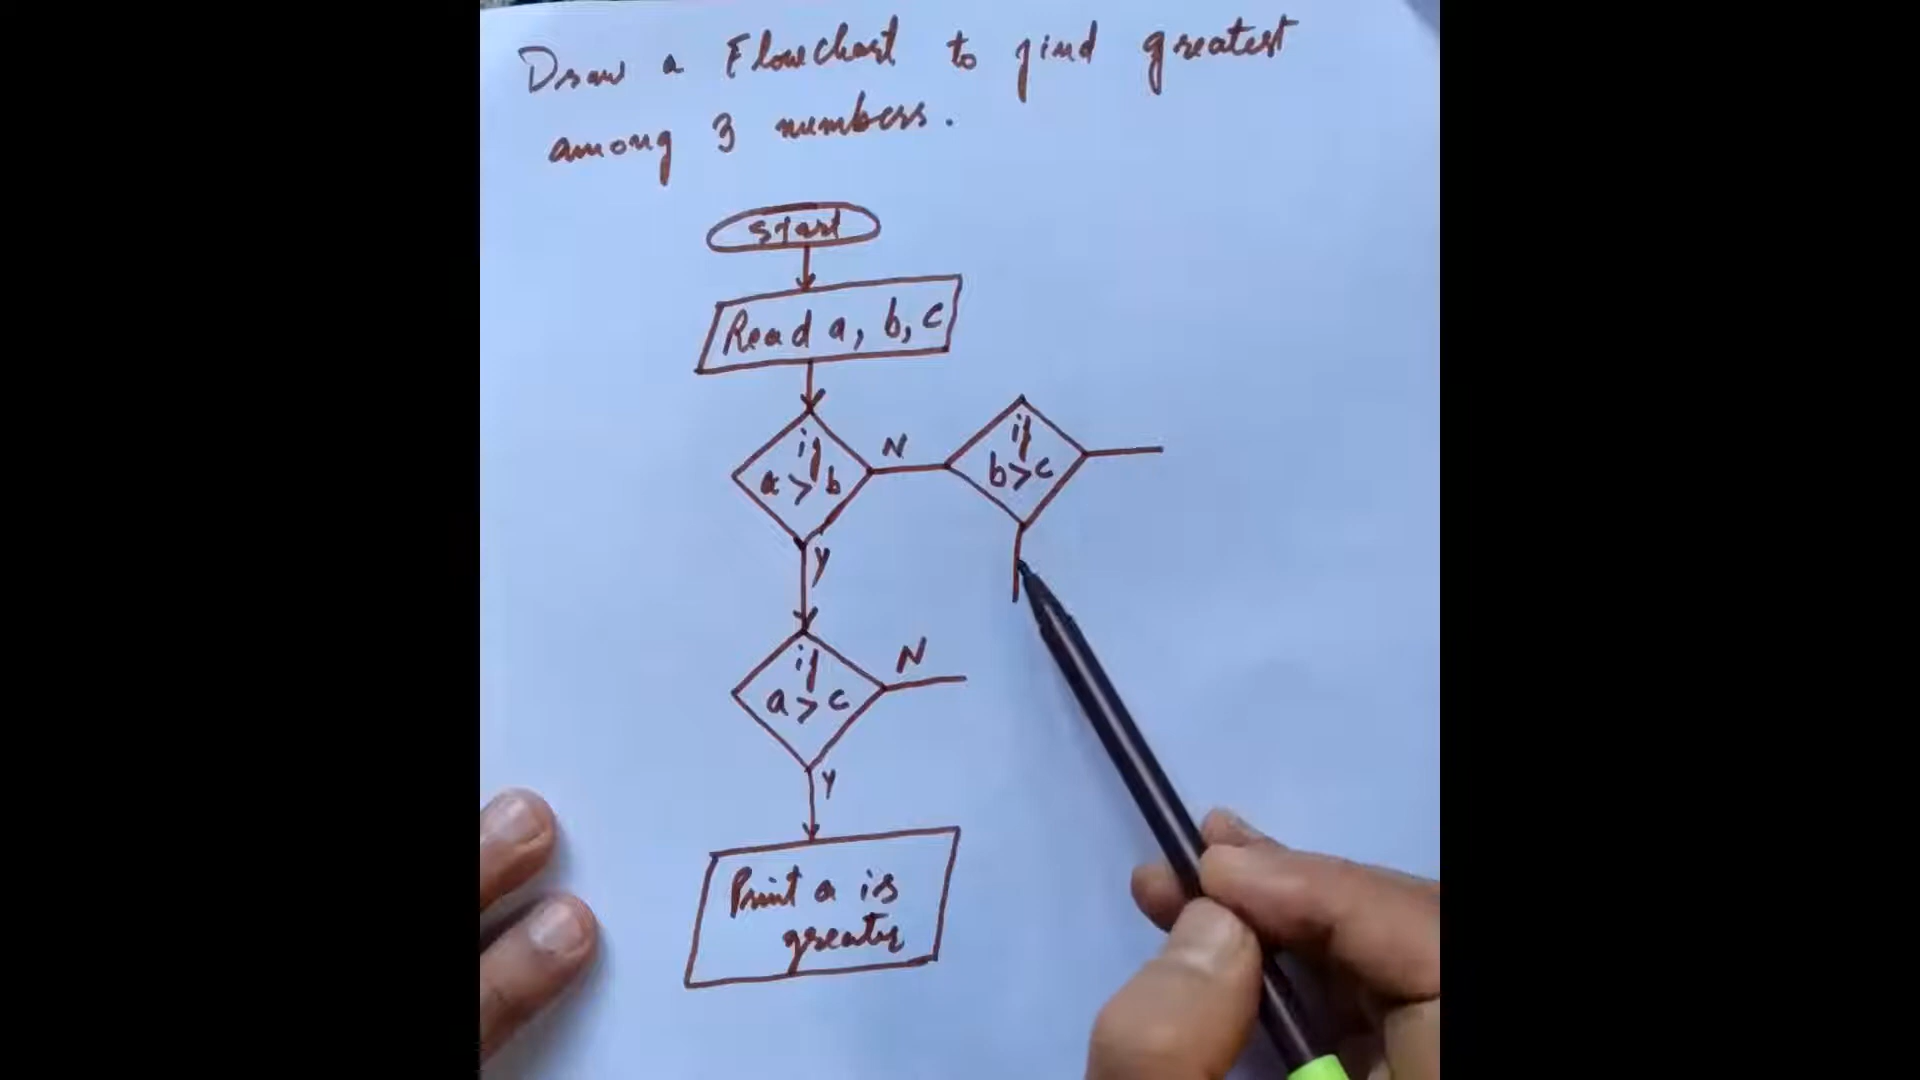 Draw a Flowchart to find greatest
among 3 numbers.
start
Read a, b, c
if
a > b
N
if
b > c
Y
if
a > c
N
Y
Print a is
greater